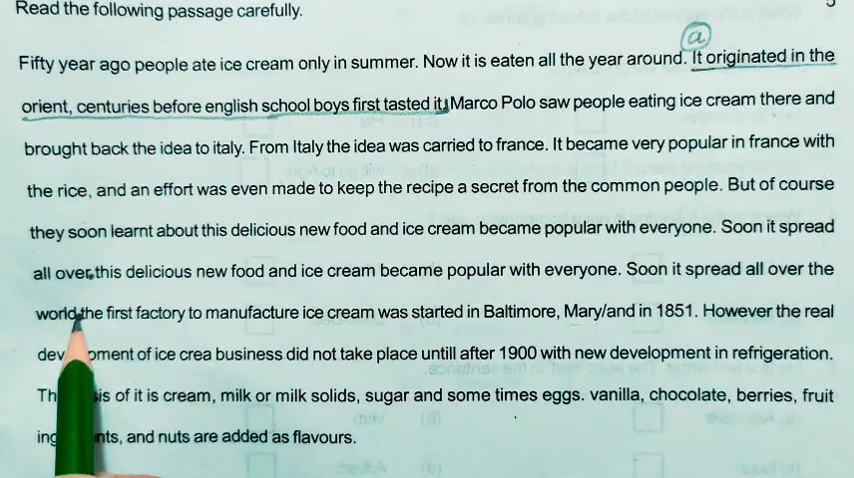 Read the following passage carefully.
a
Fifty year ago people ate ice cream only in summer. Now it is eaten all the year around. It originated in the
orient, centuries before english school boys first tasted it. Marco Polo saw people eating ice cream there and
brought back the idea to italy. From Italy the idea was carried to france. It became very popular in france with
the rice, and an effort was even made to keep the recipe a secret from the common people. But of course
they soon learnt about this delicious new food and ice cream became popular with everyone. Soon it spread
all over, this delicious new food and ice cream became popular with everyone. Soon it spread all over the
world the first factory to manufacture ice cream was started in Baltimore, Mary/and in 1851. However the real
dev pment of ice crea business did not take place untill after 1900 with new development in refrigeration.
Th is of it is cream, milk or milk solids, sugar and some times eggs. vanilla, chocolate, berries, fruit
ing nts, and nuts are added as flavours.